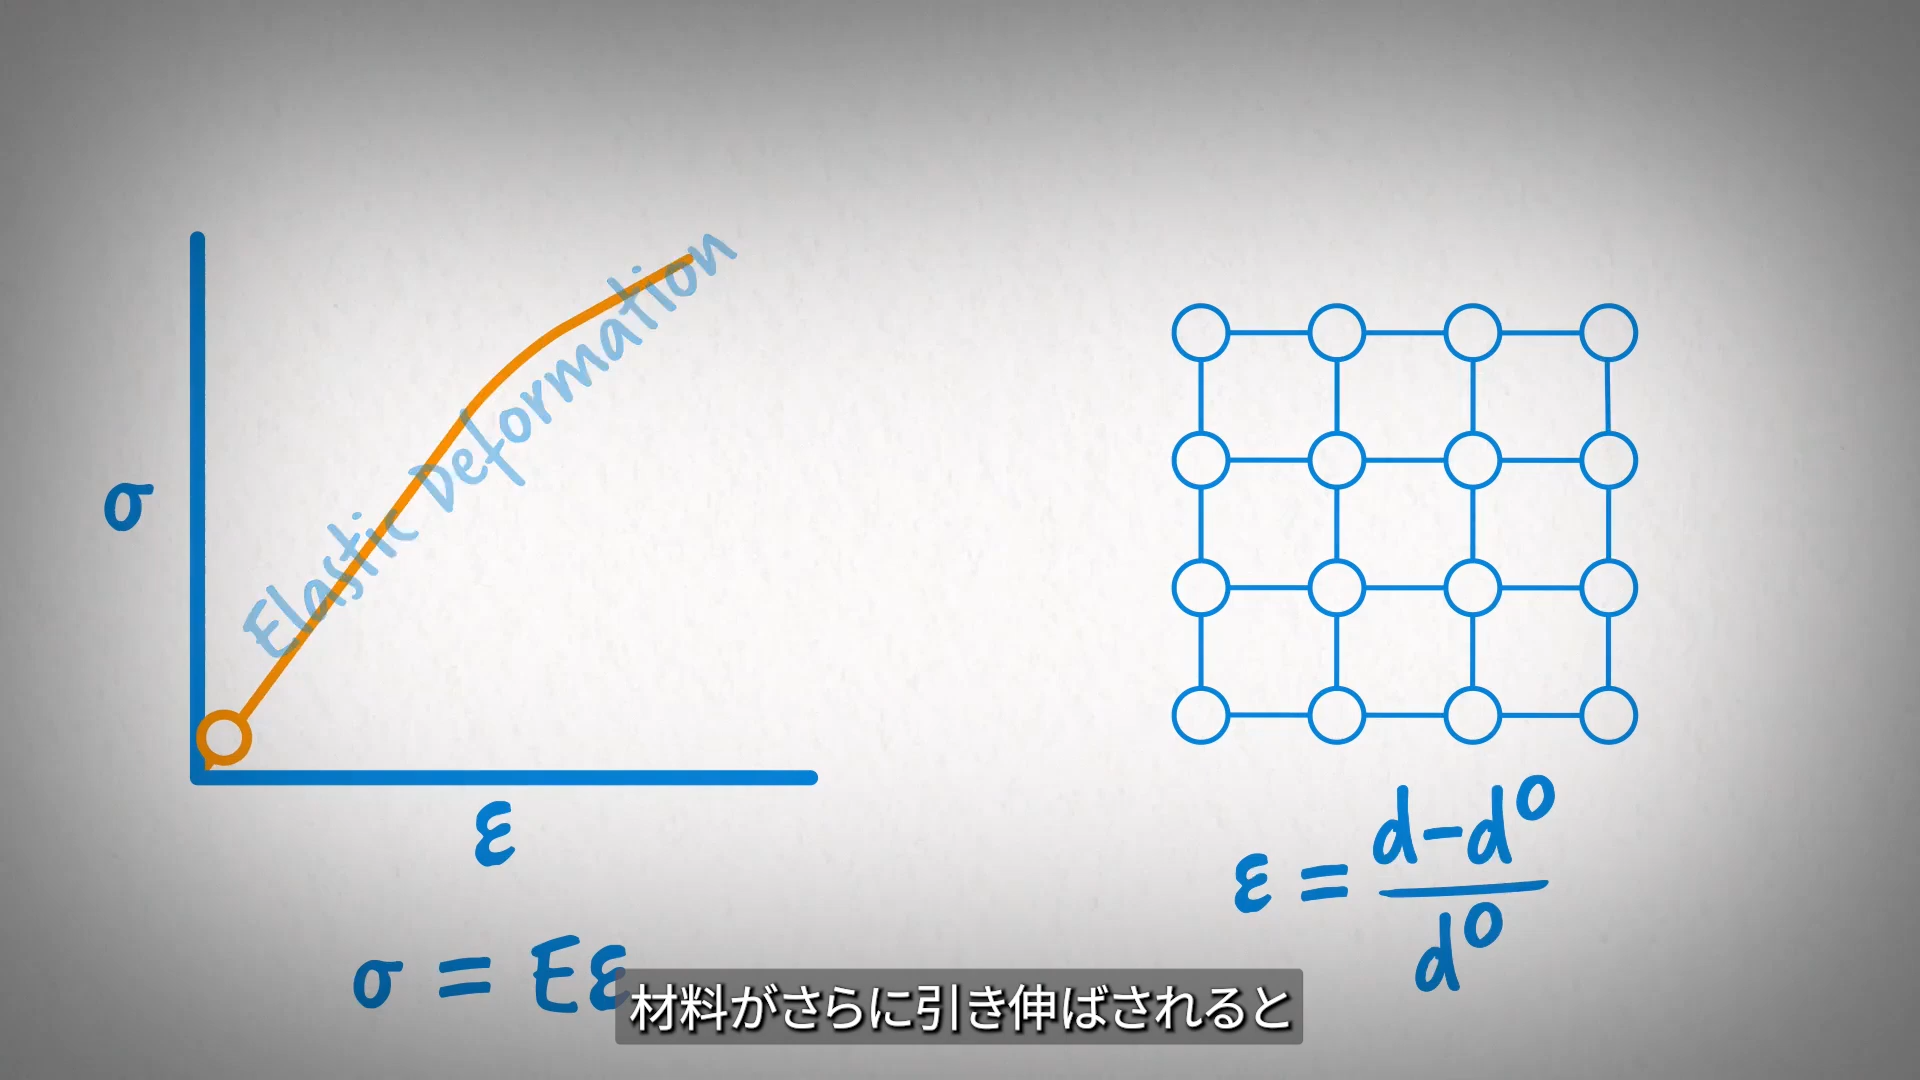 σ
Elastic Deformation
ε
σ = Eε
ε = d-d⁰ / d⁰
材料がさらに引き伸ばされると